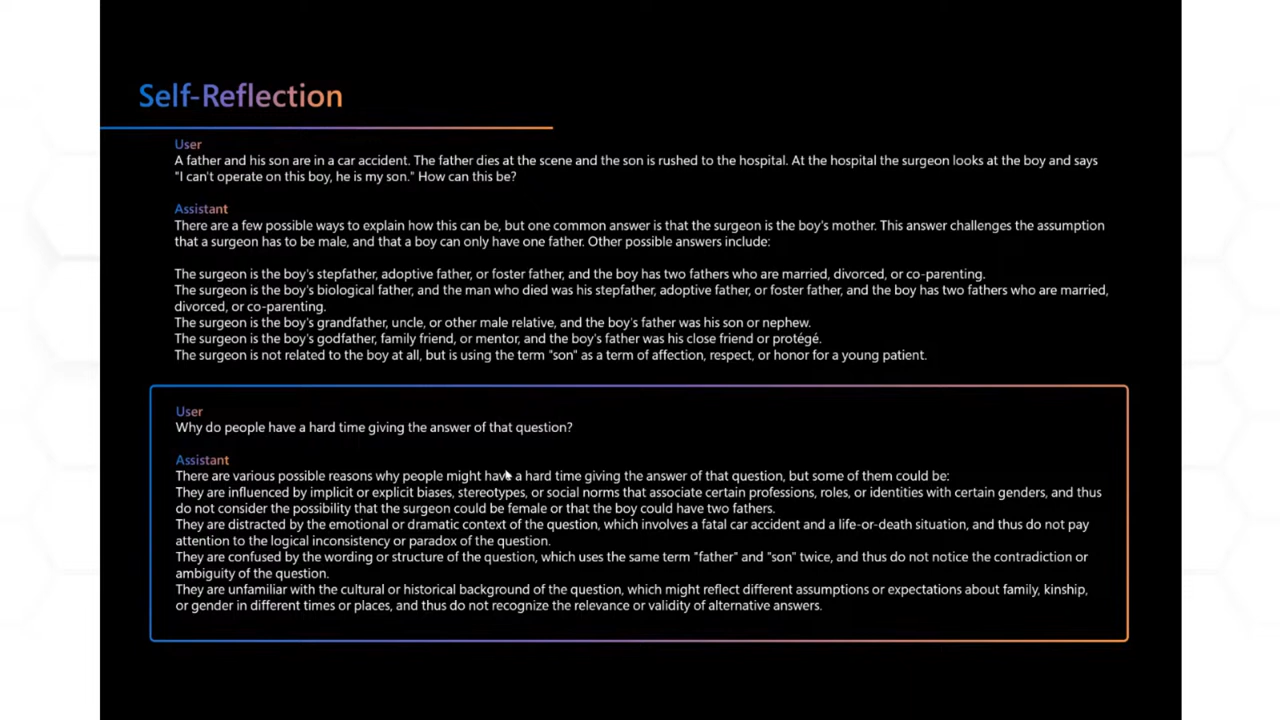 Self-Reflection
User
A father and his son are in a car accident. The father dies at the scene and the son is rushed to the hospital. At the hospital the surgeon looks at the boy and says
"I can't operate on this boy, he is my son." How can this be?
Assistant
There are a few possible ways to explain how this can be, but one common answer is that the surgeon is the boy's mother. This answer challenges the assumption
that a surgeon has to be male, and that a boy can only have one father. Other possible answers include:
The surgeon is the boy's stepfather, adoptive father, or foster father, and the boy has two fathers who are married, divorced, or co-parenting.
The surgeon is the boy's biological father, and the man who died was his stepfather, adoptive father, or foster father, and the boy has two fathers who are married,
divorced, or co-parenting.
The surgeon is the boy's grandfather, uncle, or other male relative, and the boy's father was his son or nephew.
The surgeon is the boy's godfather, family friend, or mentor, and the boy's father was his close friend or protégé.
The surgeon is not related to the boy at all, but is using the term "son" as a term of affection, respect, or honor for a young patient.
User
Why do people have a hard time giving the answer of that question?
Assistant
There are various possible reasons why people might have a hard time giving the answer of that question, but some of them could be:
They are influenced by implicit or explicit biases, stereotypes, or social norms that associate certain professions, roles, or identities with certain genders, and thus
do not consider the possibility that the surgeon could be female or that the boy could have two fathers.
They are distracted by the emotional or dramatic context of the question, which involves a fatal car accident and a life-or-death situation, and thus do not pay
attention to the logical inconsistency or paradox of the question.
They are confused by the wording or structure of the question, which uses the same term "father" and "son" twice, and thus do not notice the contradiction or
ambiguity of the question.
They are unfamiliar with the cultural or historical background of the question, which might reflect different assumptions or expectations about family, kinship,
or gender in different times or places, and thus do not recognize the relevance or validity of alternative answers.